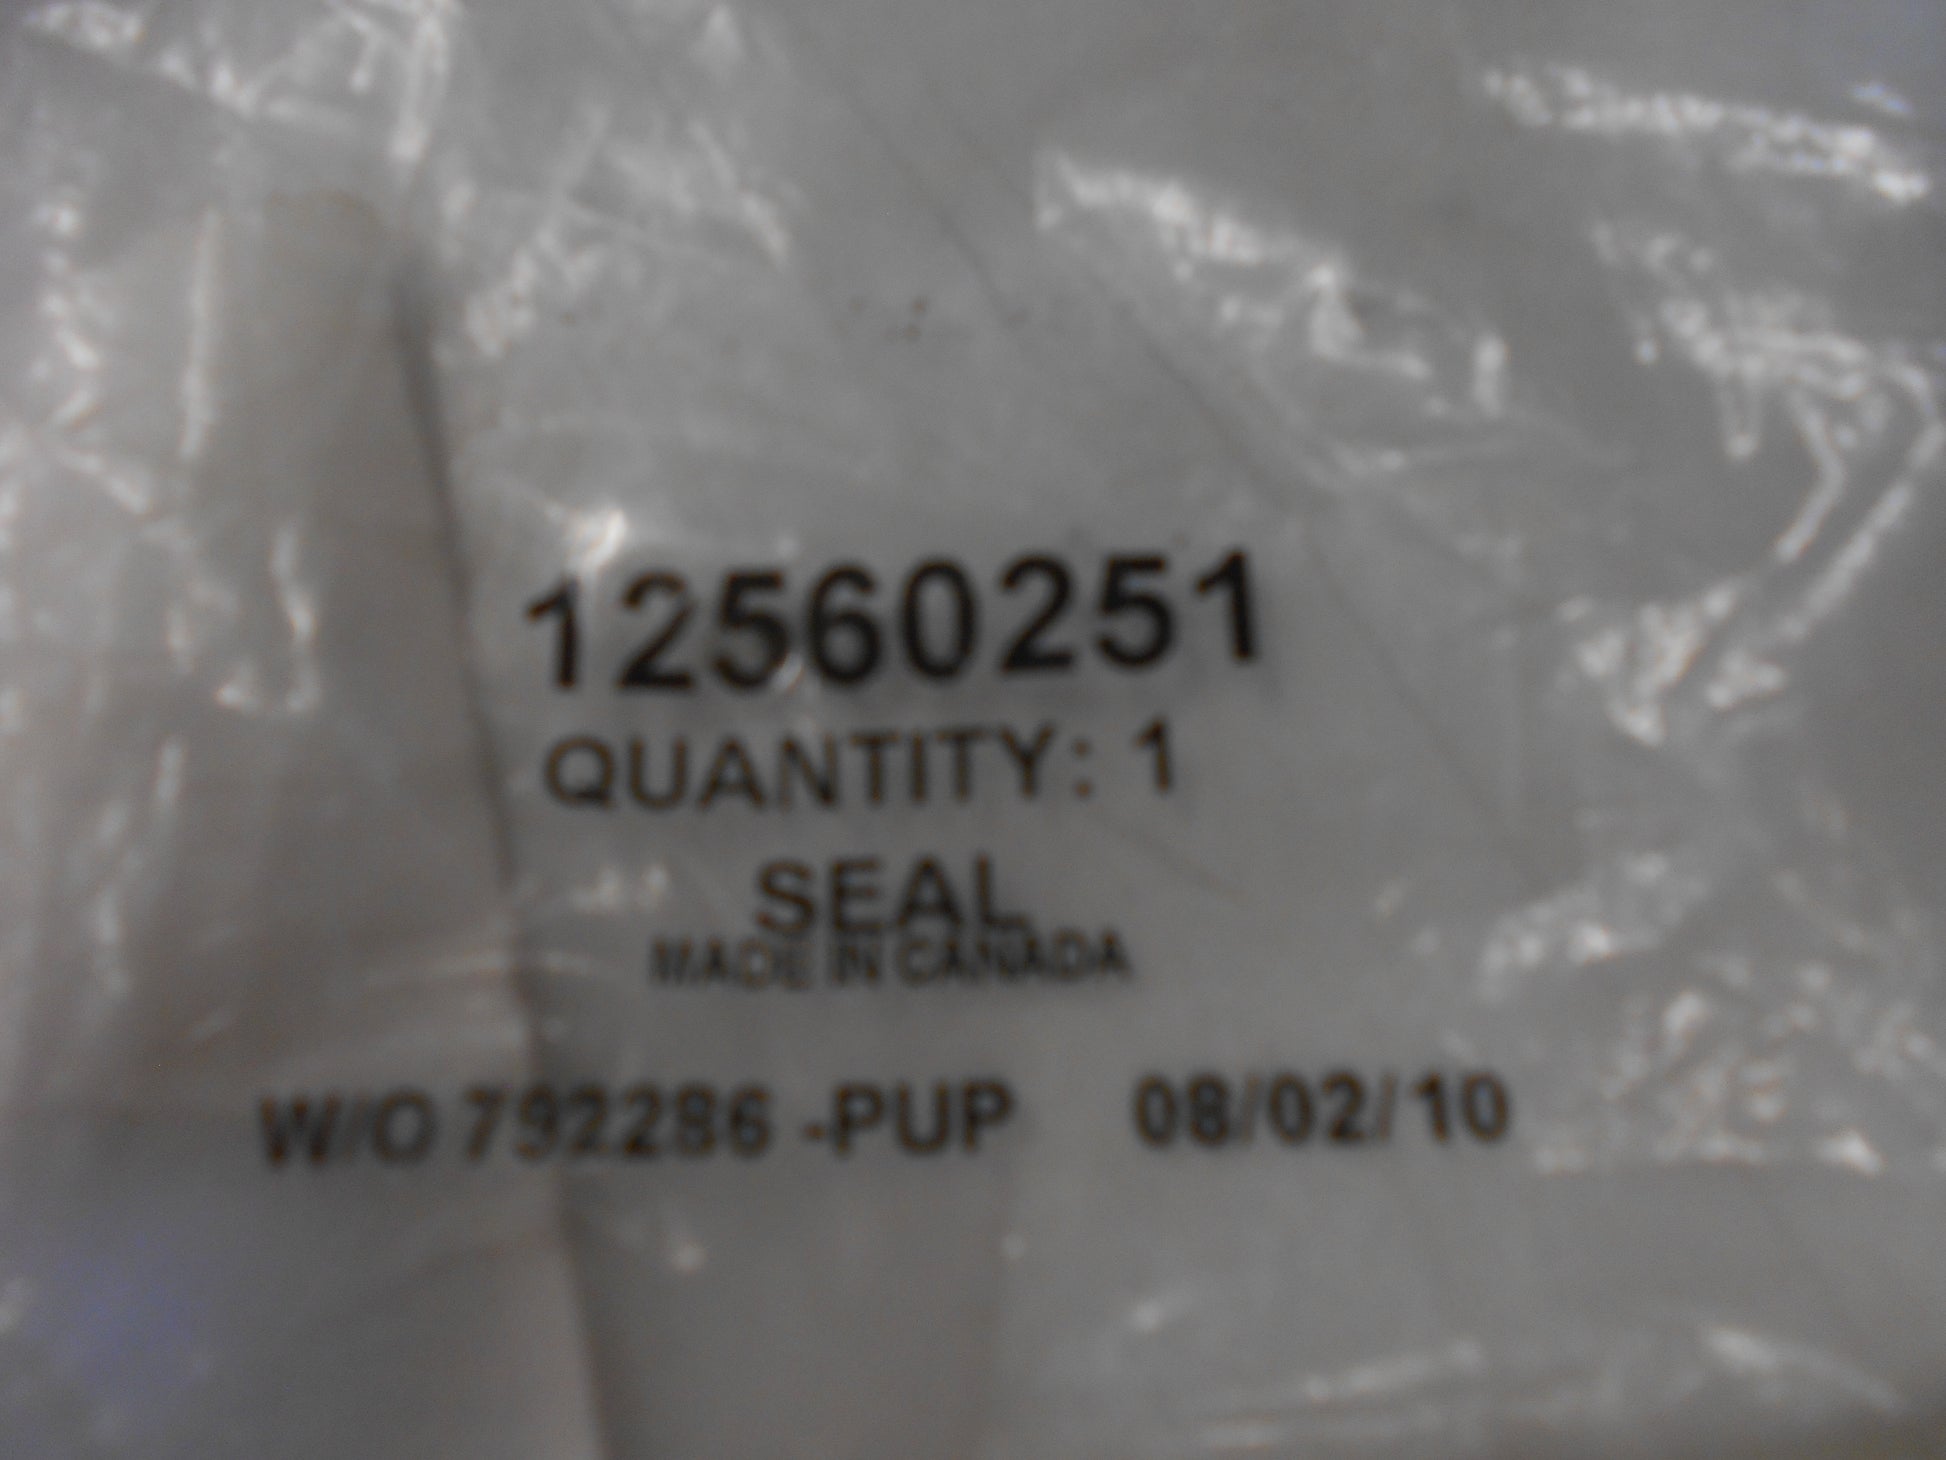 12560251
QUANTITY: 1
SEAL
MADE IN CANADA
W/O 792286 -PUP 08/02/10